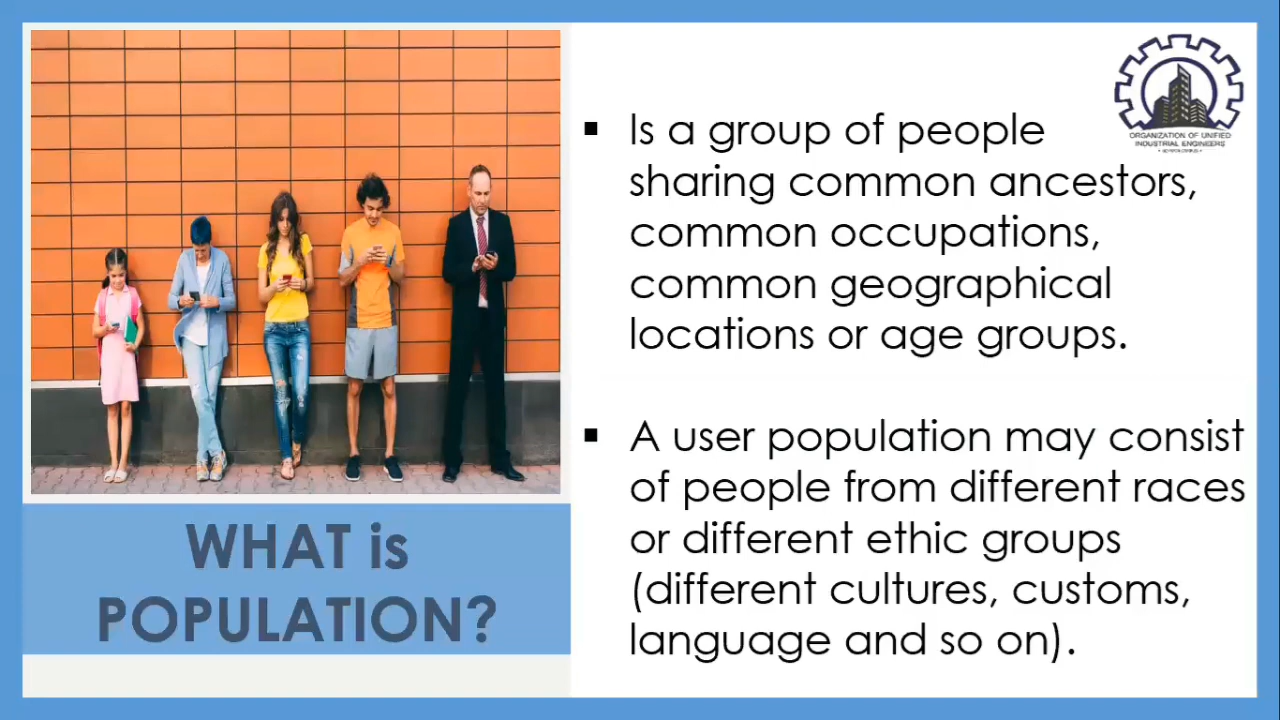 WHAT is
POPULATION?
▪ Is a group of people
sharing common ancestors,
common occupations,
common geographical
locations or age groups.
▪ A user population may consist
of people from different races
or different ethic groups
(different cultures, customs,
language and so on).
ORGANIZATION OF UNIFIED
INDUSTRIAL ENGINEERS